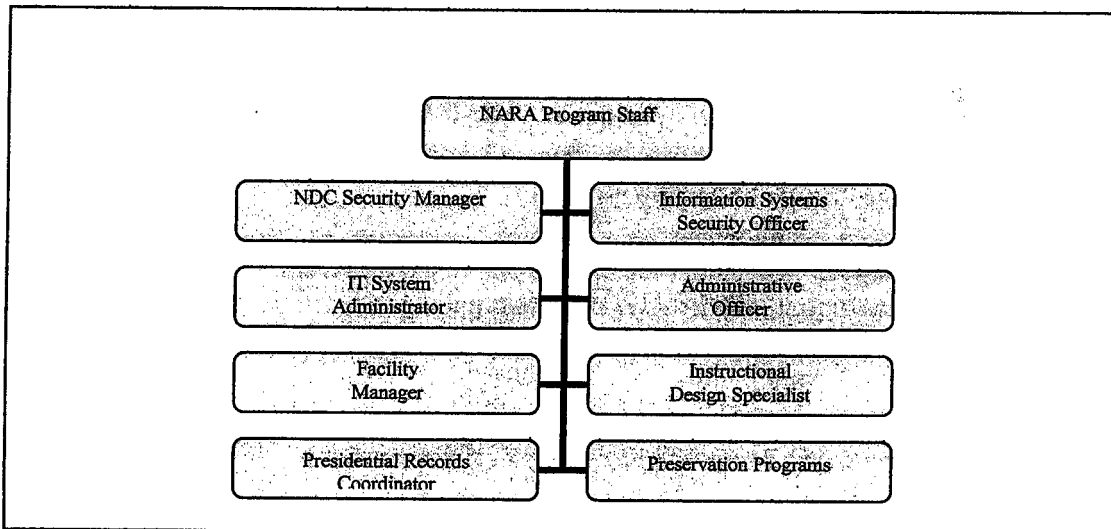 NARA Program Staff
NDC Security Manager
Information Systems
Security Officer
IT System
Administrator
Administrative
Officer
Facility
Manager
Instructional
Design Specialist
Presidential Records
Coordinator
Preservation Programs